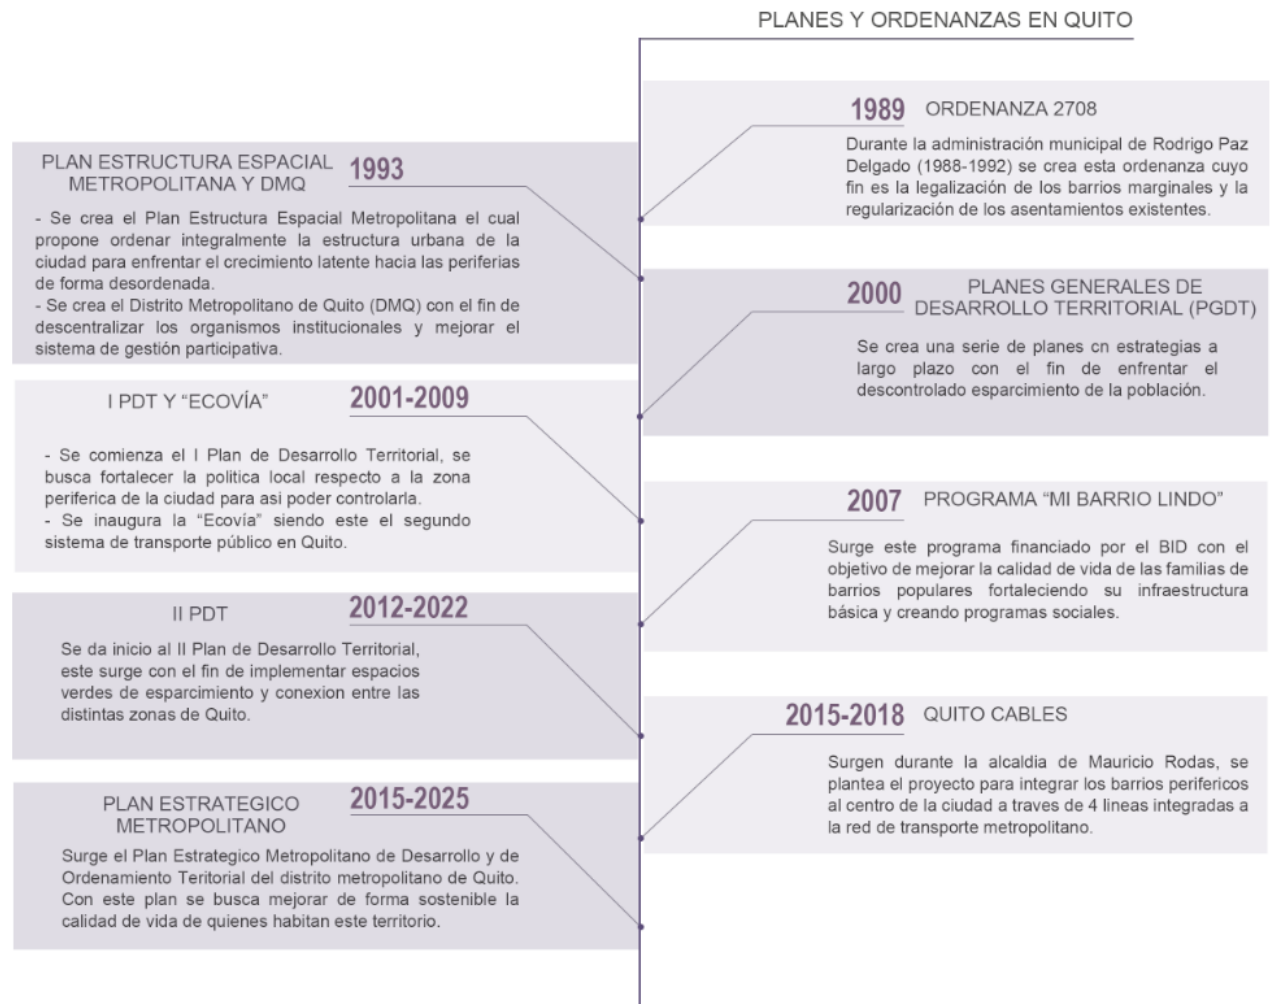 PLANES Y ORDENANZAS EN QUITO
1989 ORDENANZA 2708
Durante la administración municipal de Rodrigo Paz
Delgado (1988-1992) se crea esta ordenanza cuyo
fin es la legalización de los barrios marginales y la
regularización de los asentamientos existentes.
PLAN ESTRUCTURA ESPACIAL
METROPOLITANA Y DMQ
1993
- Se crea el Plan Estructura Espacial Metropolitana el cual
propone ordenar integralmente la estructura urbana de la
ciudad para enfrentar el crecimiento latente hacia las periferias
de forma desordenada.
- Se crea el Distrito Metropolitano de Quito (DMQ) con el fin de
descentralizar los organismos institucionales y mejorar el
sistema de gestión participativa.
2000
PLANES GENERALES DE
DESARROLLO TERRITORIAL (PGDT)
Se crea una serie de planes cn estrategias a
largo plazo con el fin de enfrentar el
descontrolado esparcimiento de la población.
I PDT Y “ECOVÍA” 2001-2009
- Se comienza el I Plan de Desarrollo Territorial, se
busca fortalecer la politica local respecto a la zona
periferica de la ciudad para asi poder controlarla.
- Se inaugura la “Ecovía” siendo este el segundo
sistema de transporte público en Quito.
2007 PROGRAMA “MI BARRIO LINDO”
Surge este programa financiado por el BID con el
objetivo de mejorar la calidad de vida de las familias de
barrios populares fortaleciendo su infraestructura
básica y creando programas sociales.
II PDT 2012-2022
Se da inicio al II Plan de Desarrollo Territorial,
este surge con el fin de implementar espacios
verdes de esparcimiento y conexion entre las
distintas zonas de Quito.
2015-2018 QUITO CABLES
Surgen durante la alcaldia de Mauricio Rodas, se
plantea el proyecto para integrar los barrios perifericos
al centro de la ciudad a traves de 4 lineas integradas a
la red de transporte metropolitano.
PLAN ESTRATEGICO
METROPOLITANO
2015-2025
Surge el Plan Estrategico Metropolitano de Desarrollo y de
Ordenamiento Teritorial del distrito metropolitano de Quito.
Con este plan se busca mejorar de forma sostenible la
calidad de vida de quienes habitan este territorio.